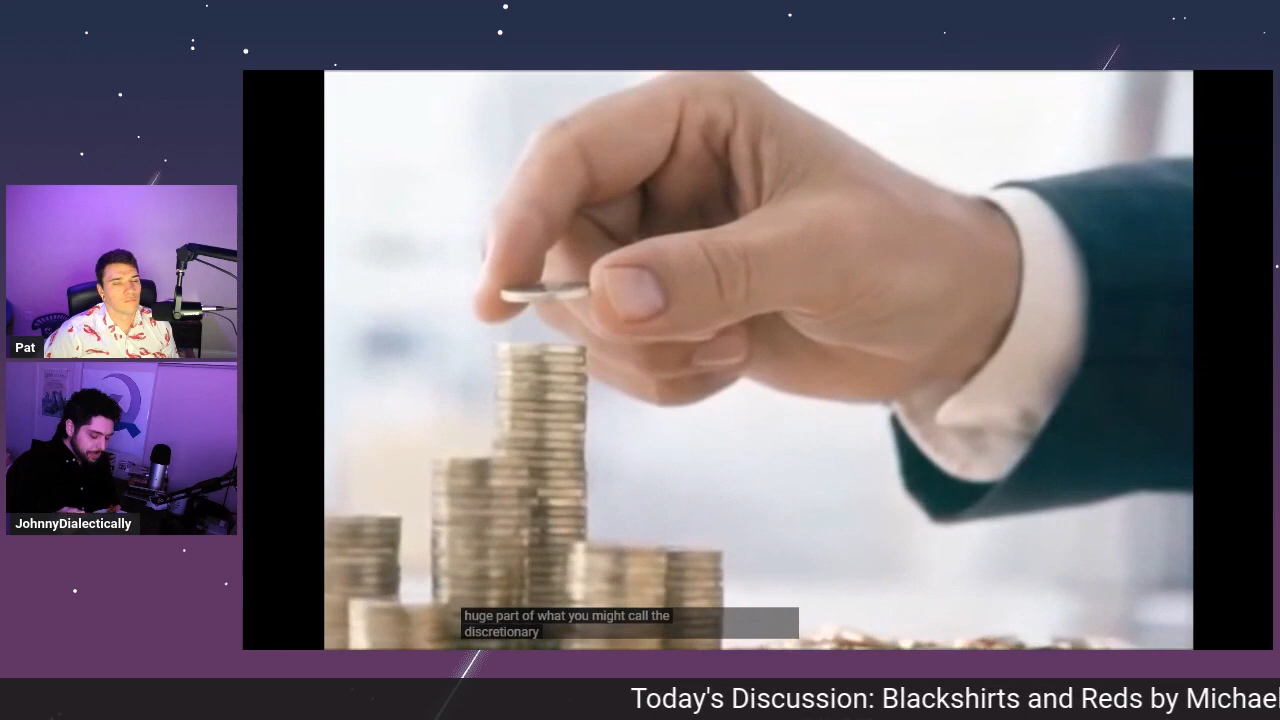 Pat
JohnnyDialectically
huge part of what you might call the
discretionary
Today's Discussion: Blackshirts and Reds by Michael